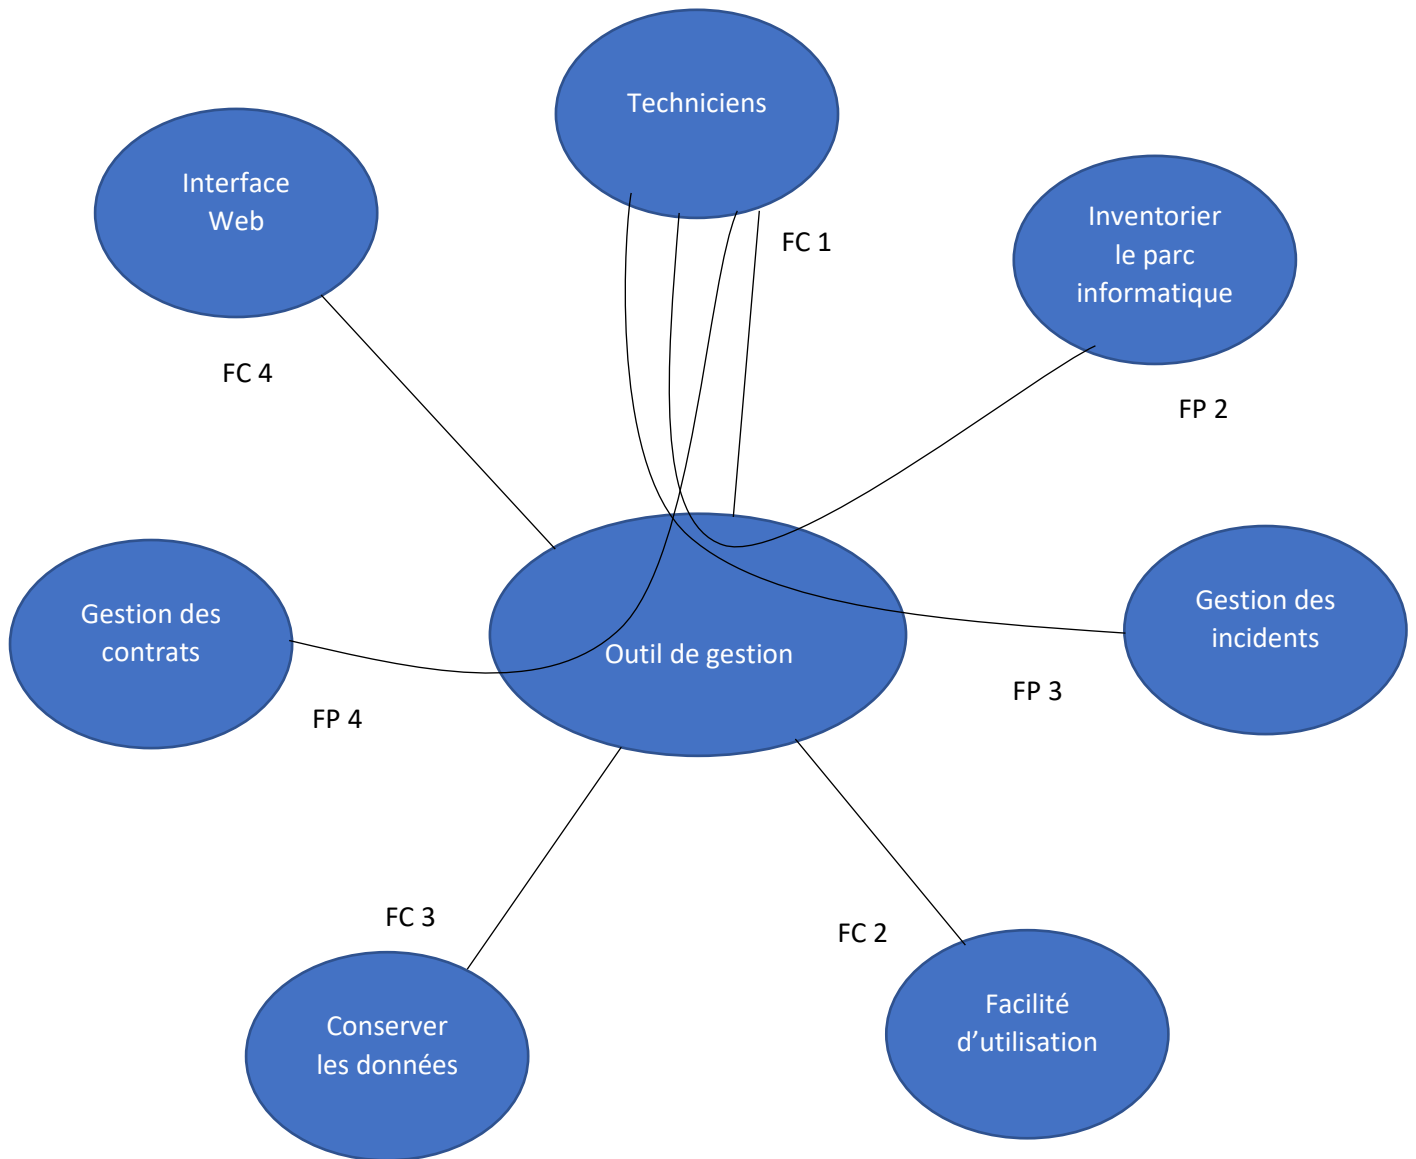 Techniciens
Interface
Web
Inventorier
le parc
informatique
FC 1
FC 4
FP 2
Gestion des
contrats
Outil de gestion
Gestion des
incidents
FP 4
FP 3
FC 3
FC 2
Conserver
les données
Facilité
d’utilisation